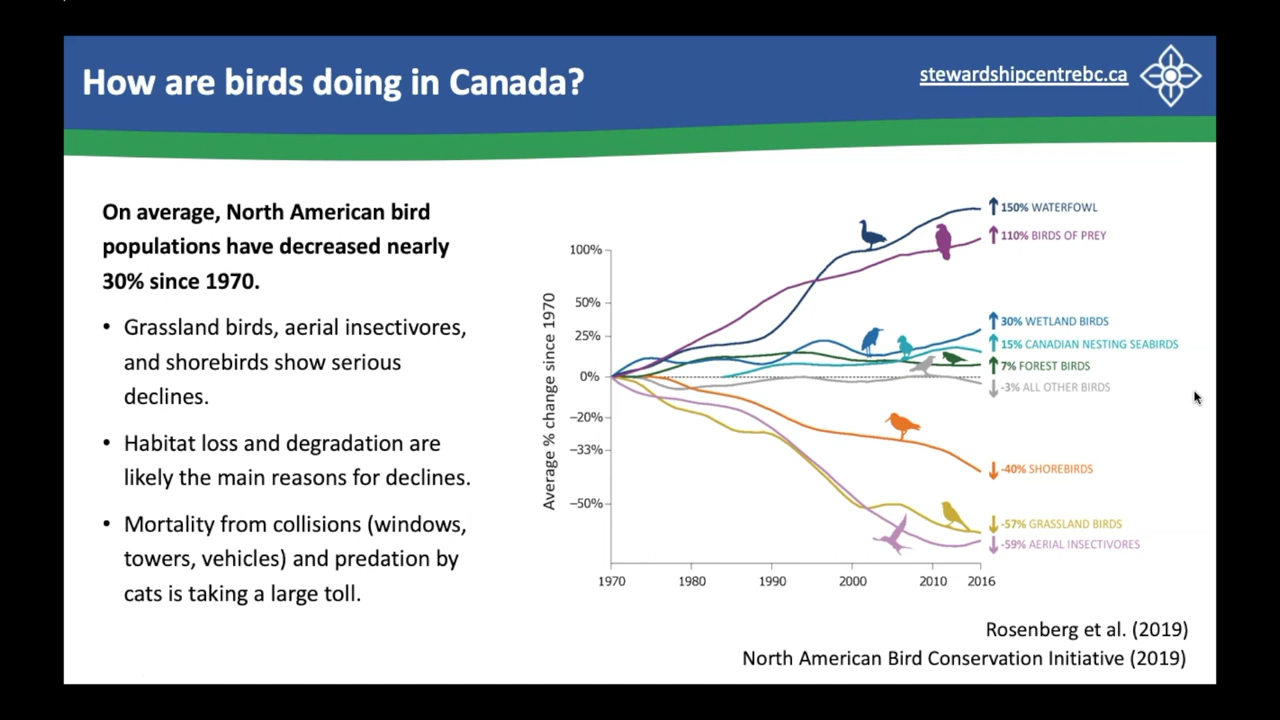 How are birds doing in Canada?
stewardshipcentrebc.ca
On average, North American bird
populations have decreased nearly
30% since 1970.
• Grassland birds, aerial insectivores,
and shorebirds show serious
declines.
• Habitat loss and degradation are
likely the main reasons for declines.
• Mortality from collisions (windows,
towers, vehicles) and predation by
cats is taking a large toll.
Average % change since 1970
100%
50%
25%
0%
−20%
−33%
−50%
1970 1980 1990 2000 2010 2016
150% WATERFOWL
110% BIRDS OF PREY
30% WETLAND BIRDS
15% CANADIAN NESTING SEABIRDS
7% FOREST BIRDS
-3% ALL OTHER BIRDS
-40% SHOREBIRDS
-57% GRASSLAND BIRDS
-59% AERIAL INSECTIVORES
Rosenberg et al. (2019)
North American Bird Conservation Initiative (2019)